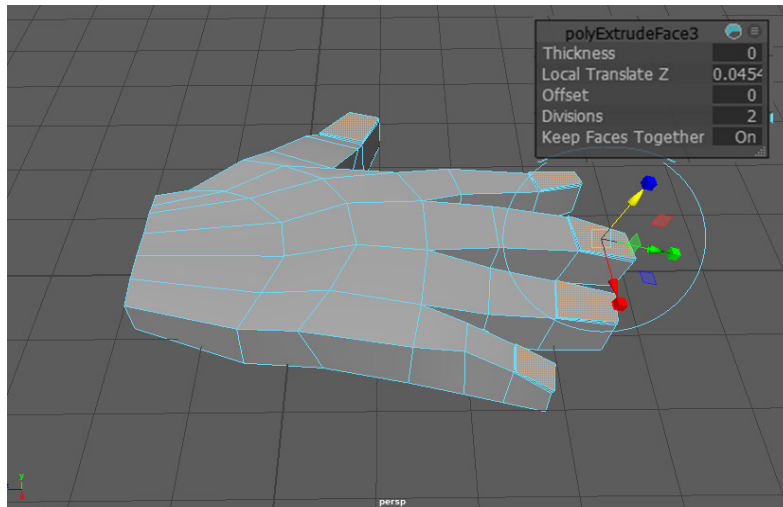 polyExtrudeFace3
Thickness 0
Local Translate Z 0.0454
Offset 0
Divisions 2
Keep Faces Together On
y
persp